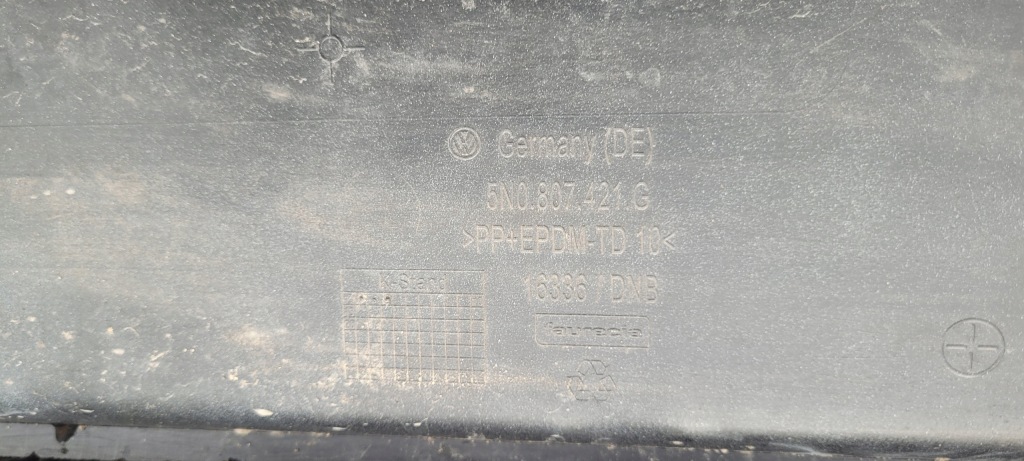 Germany (DE)
5N0.807.421.G
>PP+EPDM-TD 10<
16336 / DNB
K-Stand
faurecia